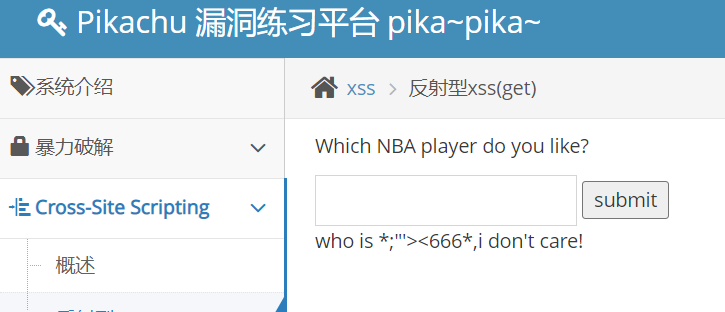 Pikachu 漏洞练习平台 pika~pika~
系统介绍
xss > 反射型xss(get)
暴力破解
Which NBA player do you like?
Cross-Site Scripting
submit
who is *;"'><666*,i don't care!
概述